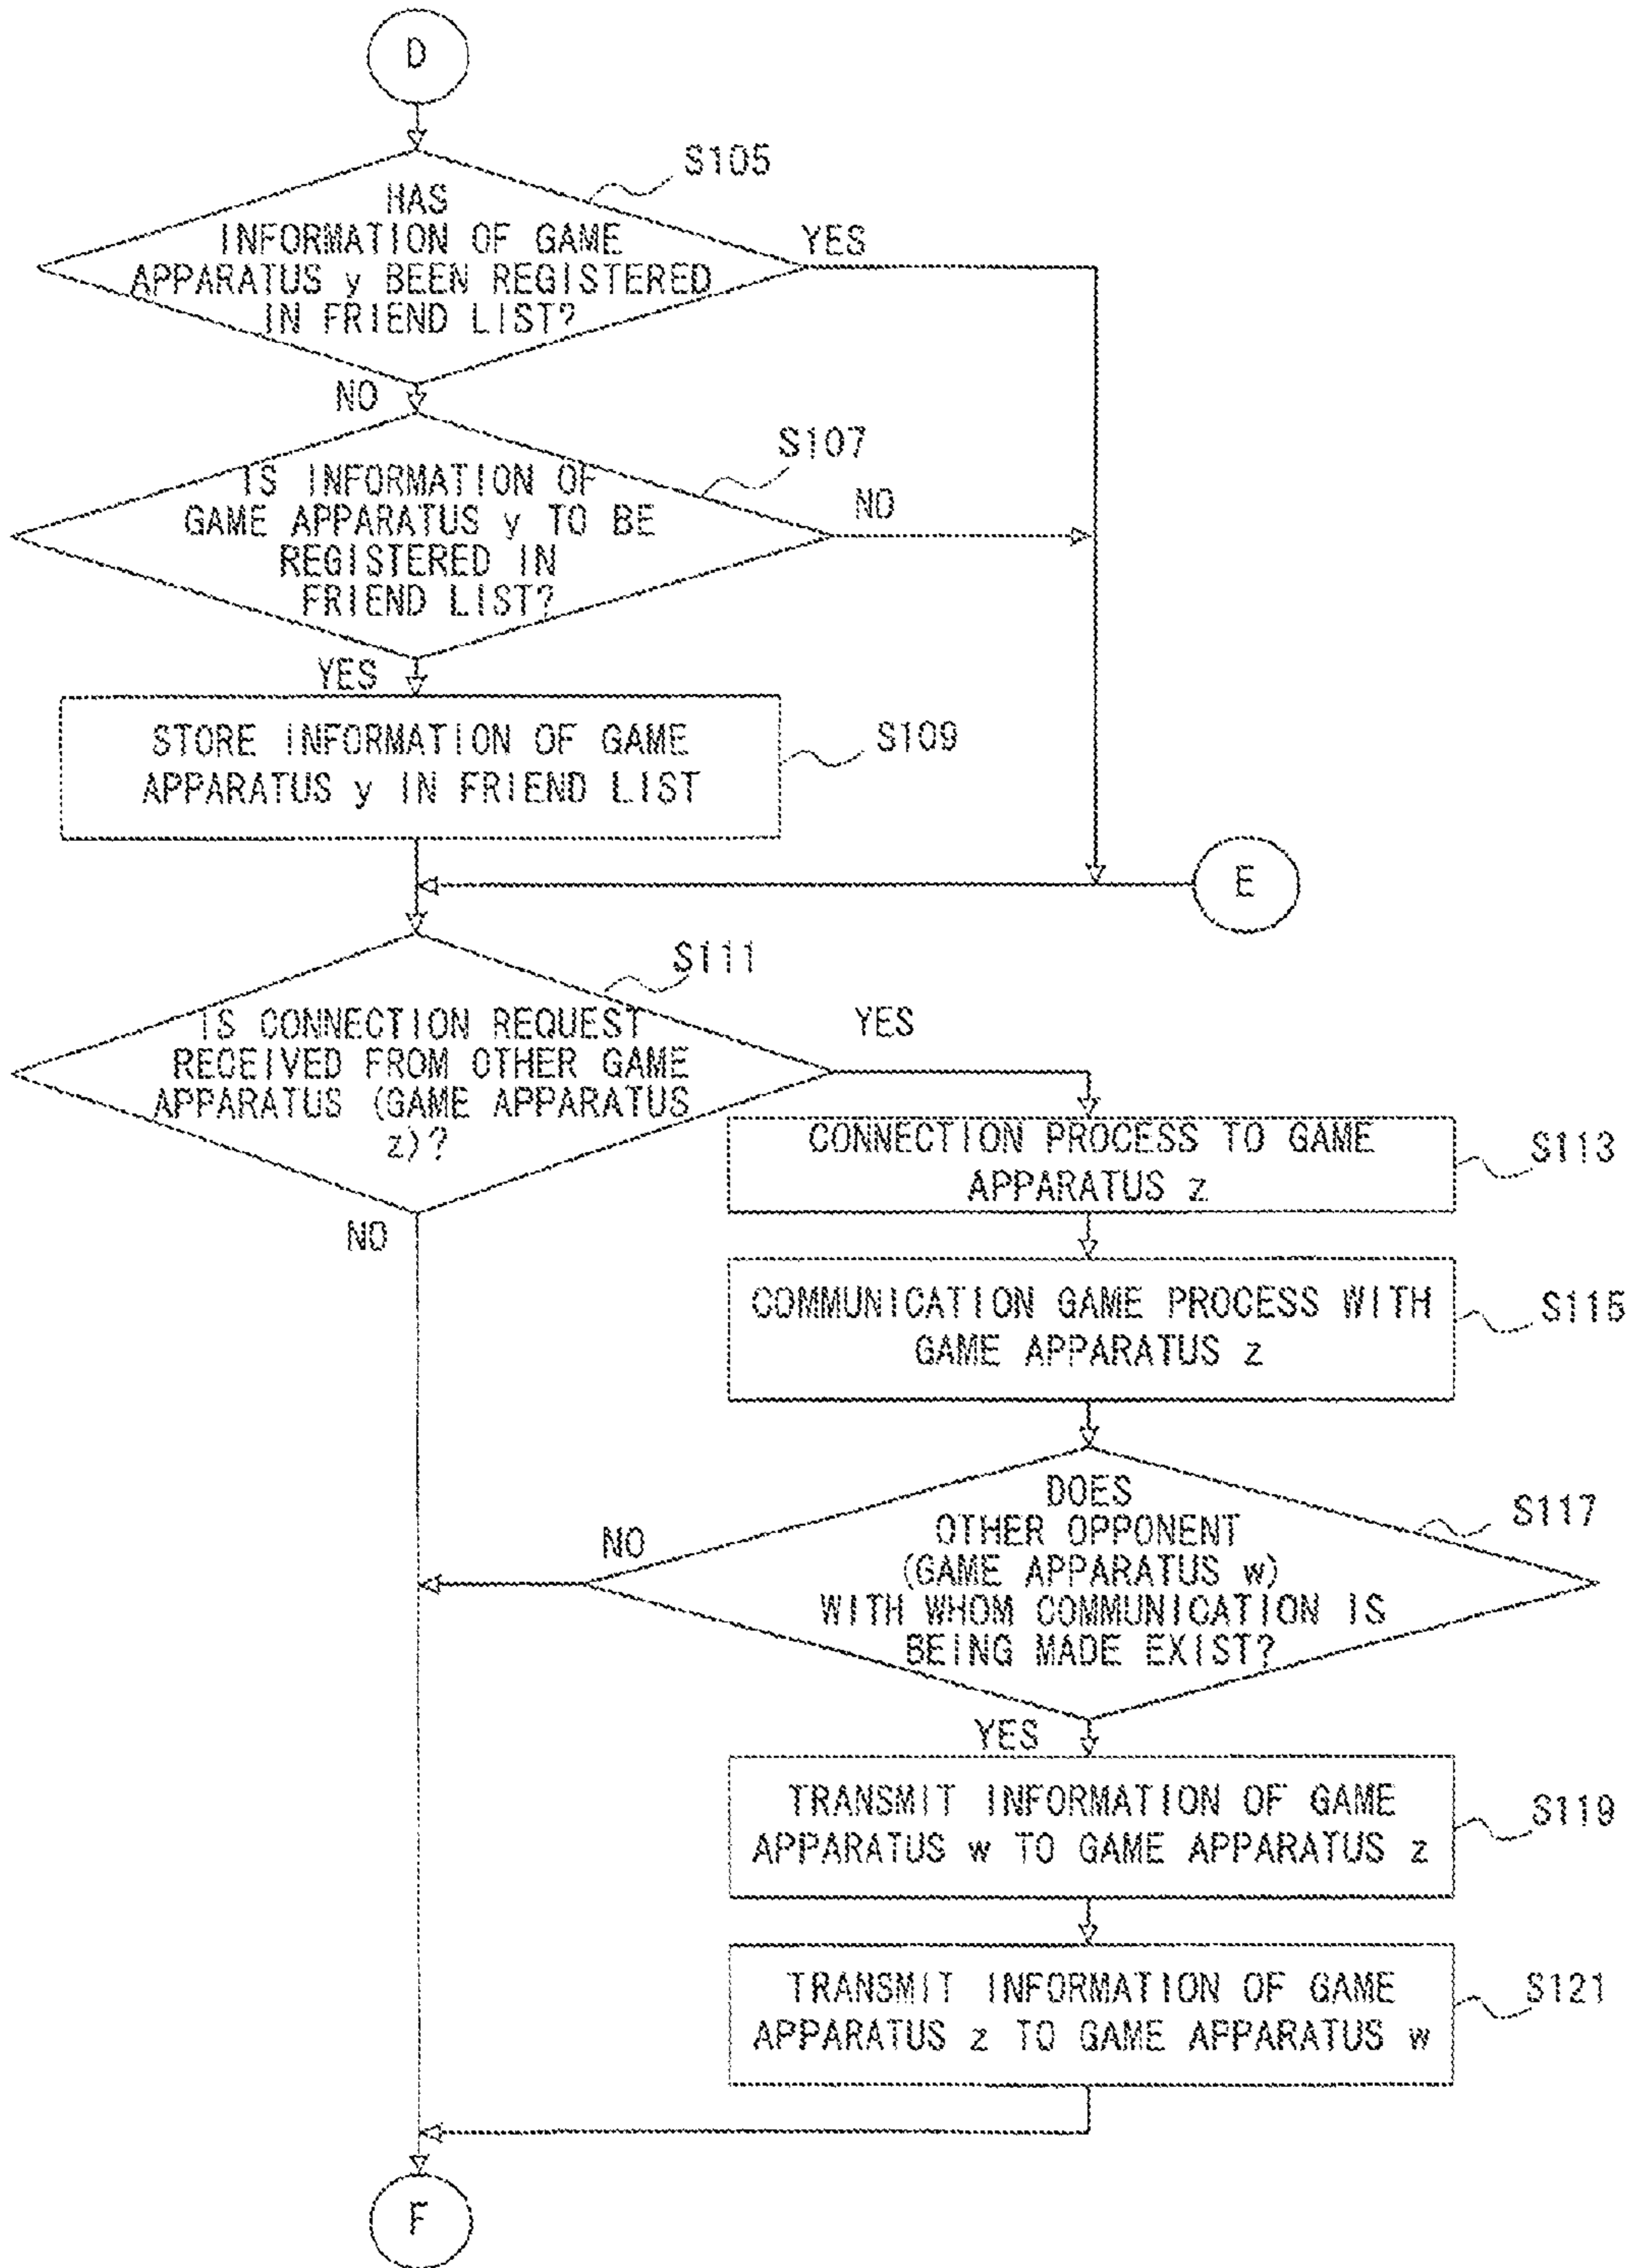 D
S105
HAS
INFORMATION OF GAME
APPARATUS y BEEN REGISTERED
IN FRIEND LIST?
YES
NO
S107
IS INFORMATION OF
GAME APPARATUS y TO BE
REGISTERED IN
FRIEND LIST?
NO
YES
STORE INFORMATION OF GAME
APPARATUS y IN FRIEND LIST
S109
E
S111
IS CONNECTION REQUEST
RECEIVED FROM OTHER GAME
APPARATUS (GAME APPARATUS
z)?
YES
NO
CONNECTION PROCESS TO GAME
APPARATUS z
S113
COMMUNICATION GAME PROCESS WITH
GAME APPARATUS z
S115
DOES
OTHER OPPONENT
(GAME APPARATUS w)
WITH WHOM COMMUNICATION IS
BEING MADE EXIST?
S117
NO
YES
TRANSMIT INFORMATION OF GAME
APPARATUS w TO GAME APPARATUS z
S119
TRANSMIT INFORMATION OF GAME
APPARATUS z TO GAME APPARATUS w
S121
F